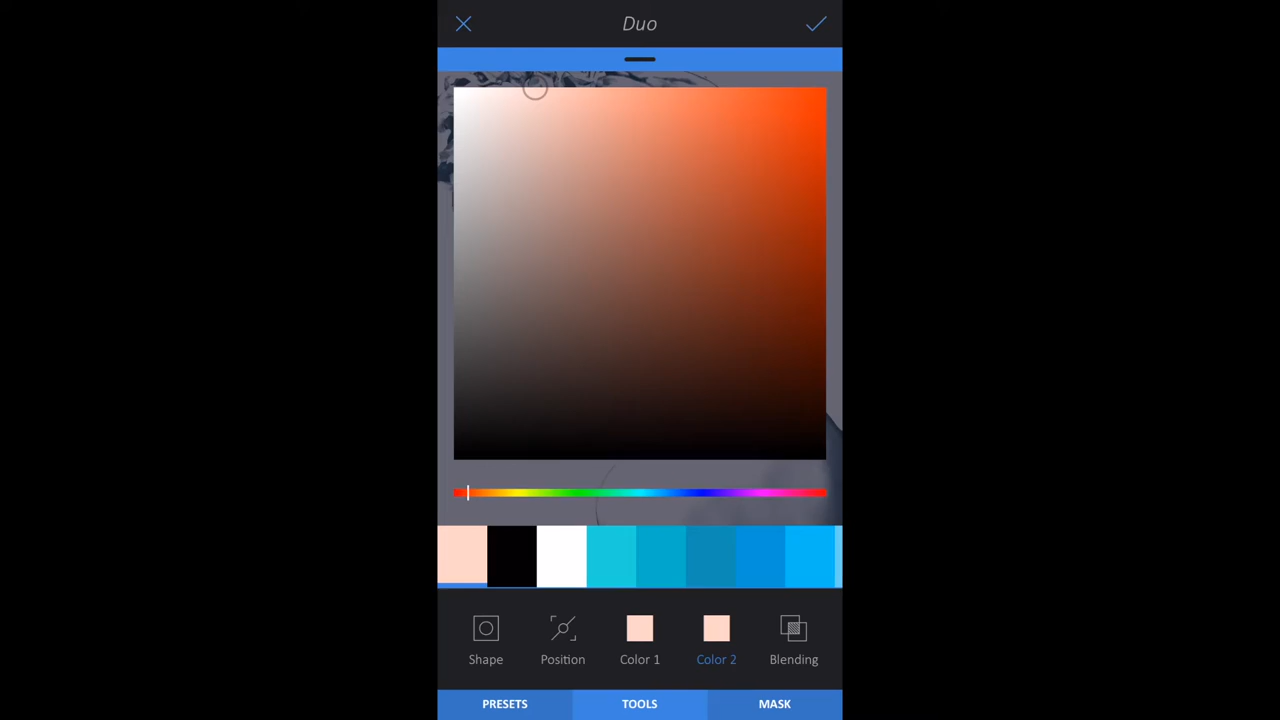 Duo
Shape
Position
Color 1
Color 2
Blending
PRESETS
TOOLS
MASK